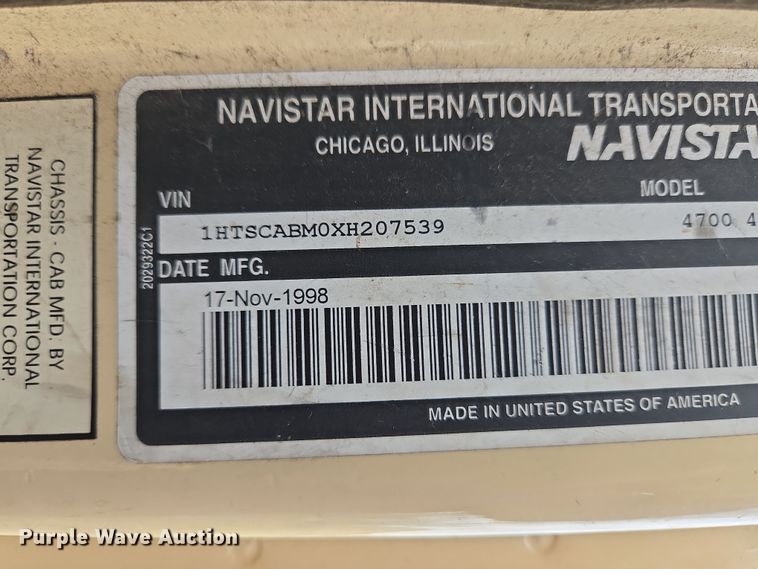 CHASSIS - CAB MFD. BY
NAVISTAR INTERNATIONAL
TRANSPORTATION CORP.
NAVISTAR INTERNATIONAL TRANSPORTA
CHICAGO, ILLINOIS
NAVISTA
VIN
MODEL
1HTSCABM0XH207539
4700 4
2029322C1
DATE MFG.
17-Nov-1998
MADE IN UNITED STATES OF AMERICA
Purple Wave Auction